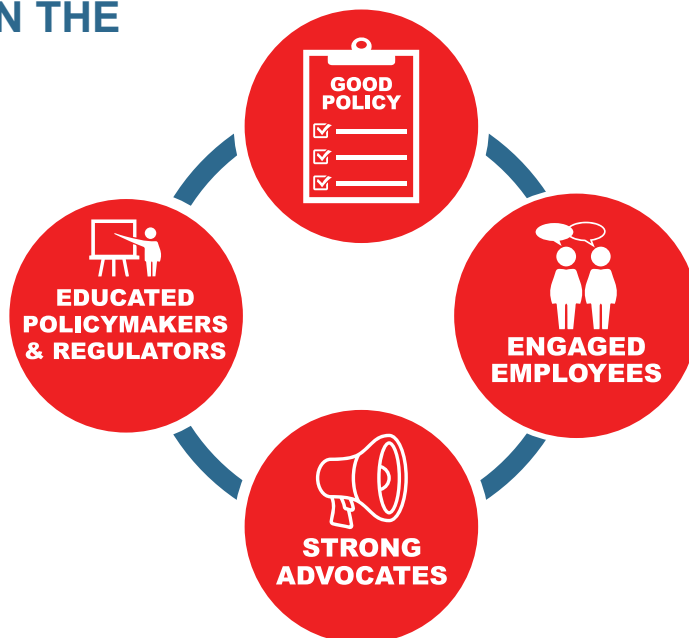 N THE
GOOD
POLICY
EDUCATED
POLICYMAKERS
& REGULATORS
ENGAGED
EMPLOYEES
STRONG
ADVOCATES